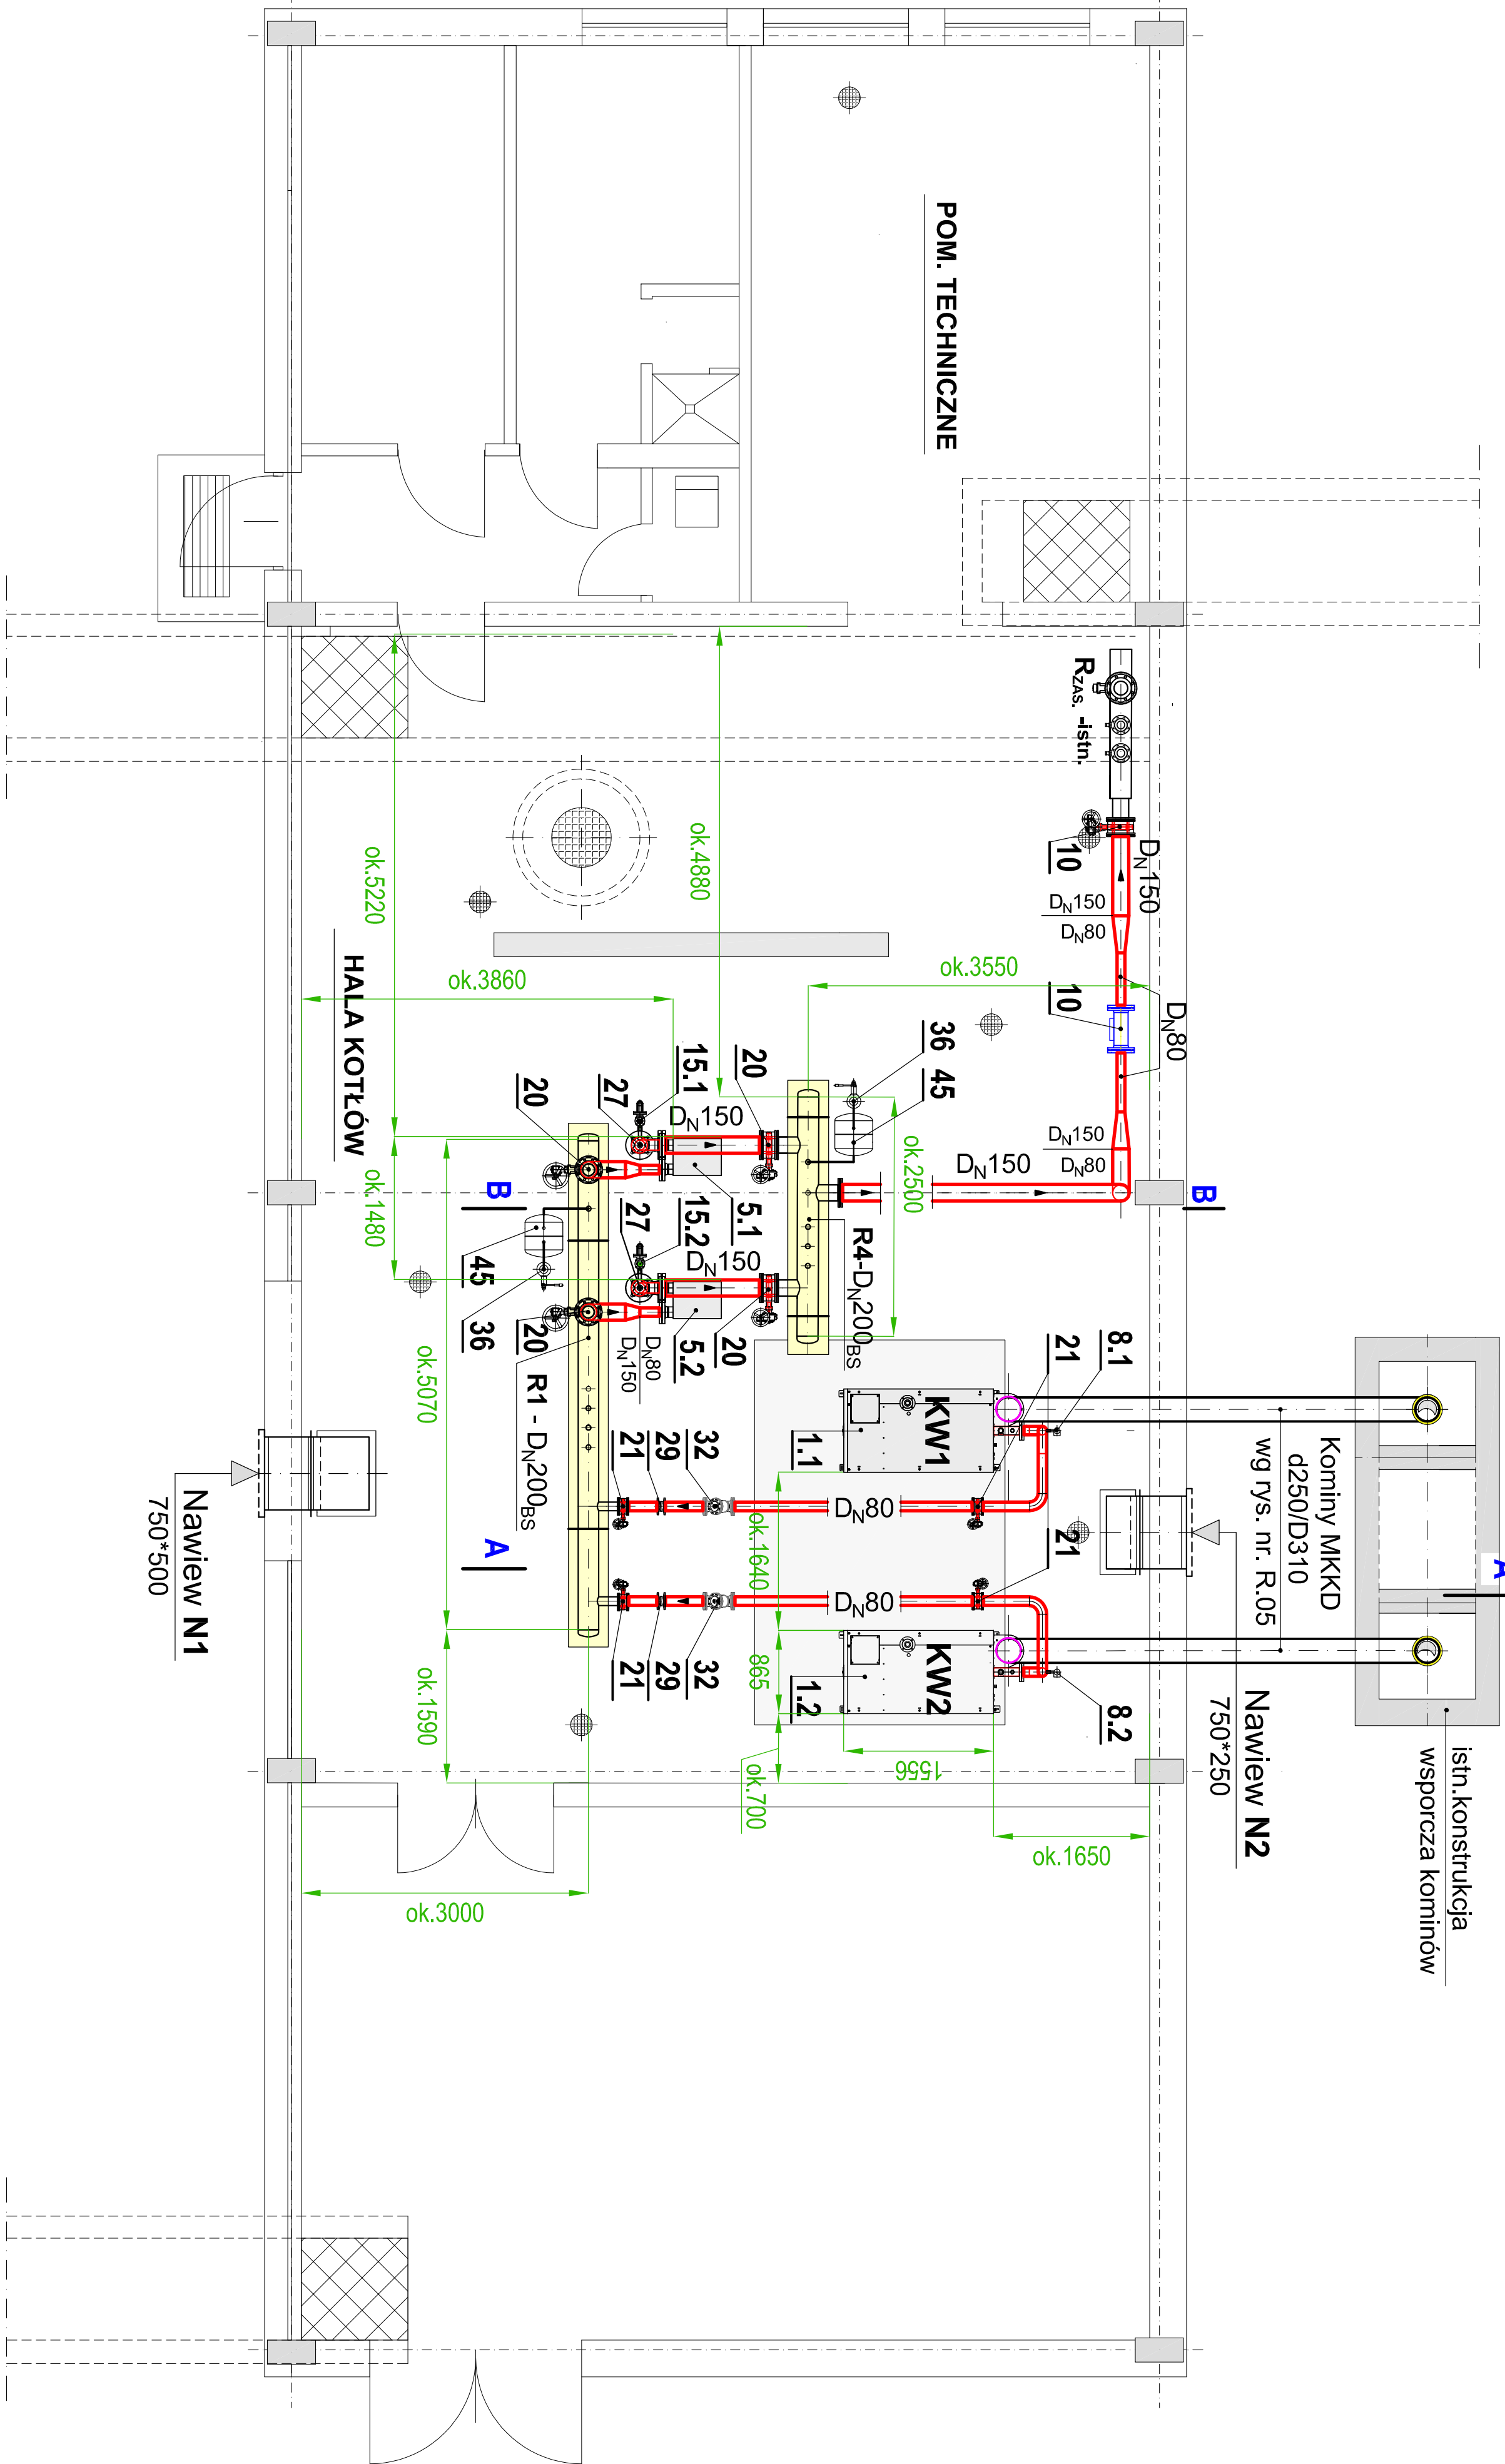 POM. TECHNICZNE
HALA KOTŁÓW
R ZAS. -istn.
10
DN150
DN150
DN80
10
DN80
DN150
DN80
DN150
ok.4880
ok.5220
ok.3860
ok.3550
ok.2500
ok.1480
ok.5070
ok.1640
ok.1590
865
ok.700
1556
ok.1650
ok.3000
36
45
20
15.1
27
20
DN150
5.1
15.2
27
DN150
5.2
20
DN80
DN150
45
36
20
B
B
R4-DN200BS
R1 - DN200BS
A
A
21
29
32
21
29
32
DN80
DN80
21
21
8.1
8.2
KW1
1.1
KW2
1.2
Kominy MKKD
d250/D310
wg rys. nr. R.05
istn.konstrukcja
wsporcza kominów
Nawiew N1
750*500
Nawiew N2
750*250